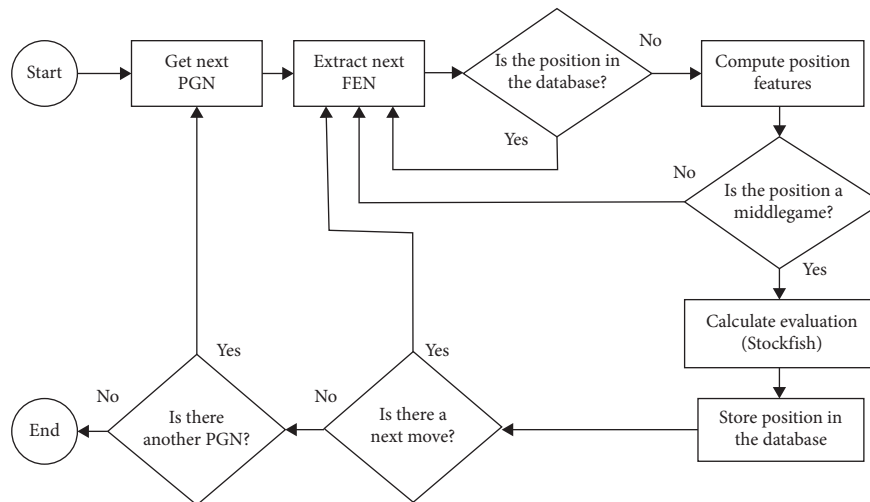 Start
Get next
PGN
Extract next
FEN
Is the position in
the database?
No
Yes
Compute position
features
No
Is the position a
middlegame?
Yes
Calculate evaluation
(Stockfish)
Store position in
the database
Yes
Is there a
next move?
No
Yes
Is there
another PGN?
No
End